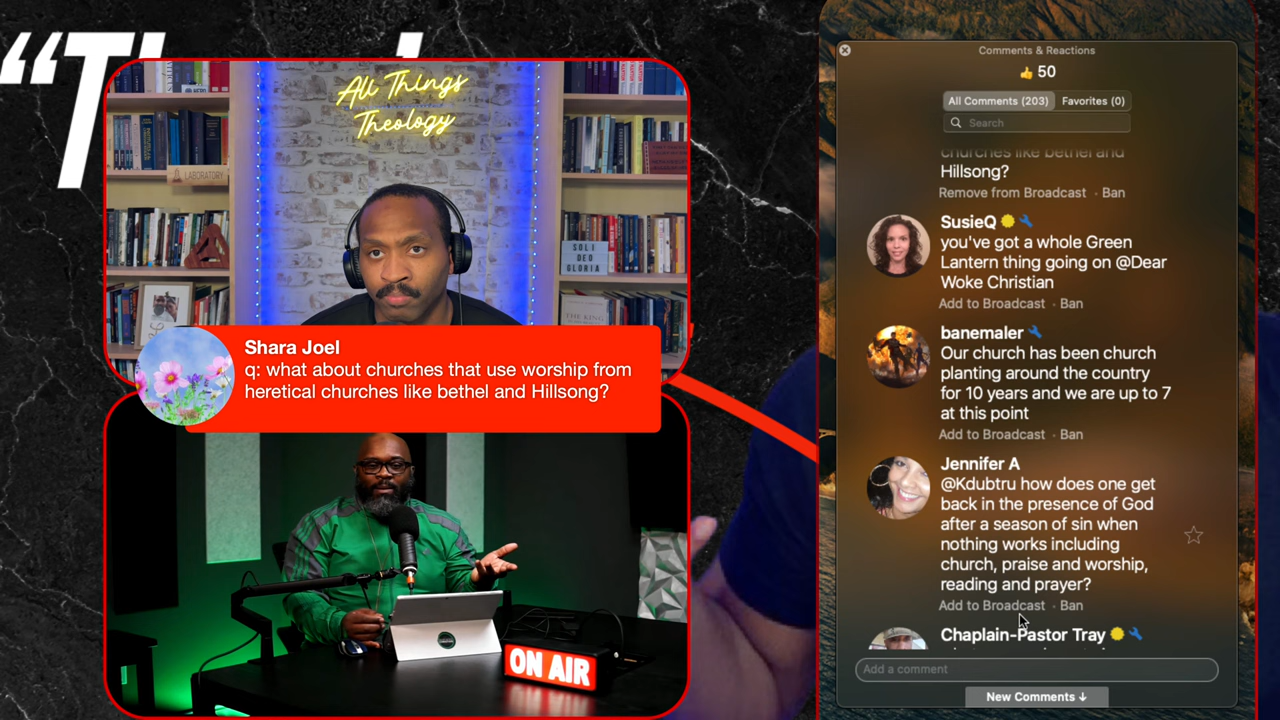 “T
All Things
Theology
LABORATORY
SOLI
DEO
GLORIA
THE KING
Shara Joel
q: what about churches that use worship from
heretical churches like bethel and Hillsong?
ON AIR
Comments & Reactions
👍 50
All Comments (203) Favorites (0)
Search
churches like bethel and
Hillsong?
Remove from Broadcast · Ban
SusieQ
you've got a whole Green
Lantern thing going on @Dear
Woke Christian
Add to Broadcast · Ban
banemaler
Our church has been church
planting around the country
for 10 years and we are up to 7
at this point
Add to Broadcast · Ban
Jennifer A
@Kdubtru how does one get
back in the presence of God
after a season of sin when
nothing works including
church, praise and worship,
reading and prayer?
Add to Broadcast · Ban
Chaplain-Pastor Tray
Add a comment
New Comments ↓